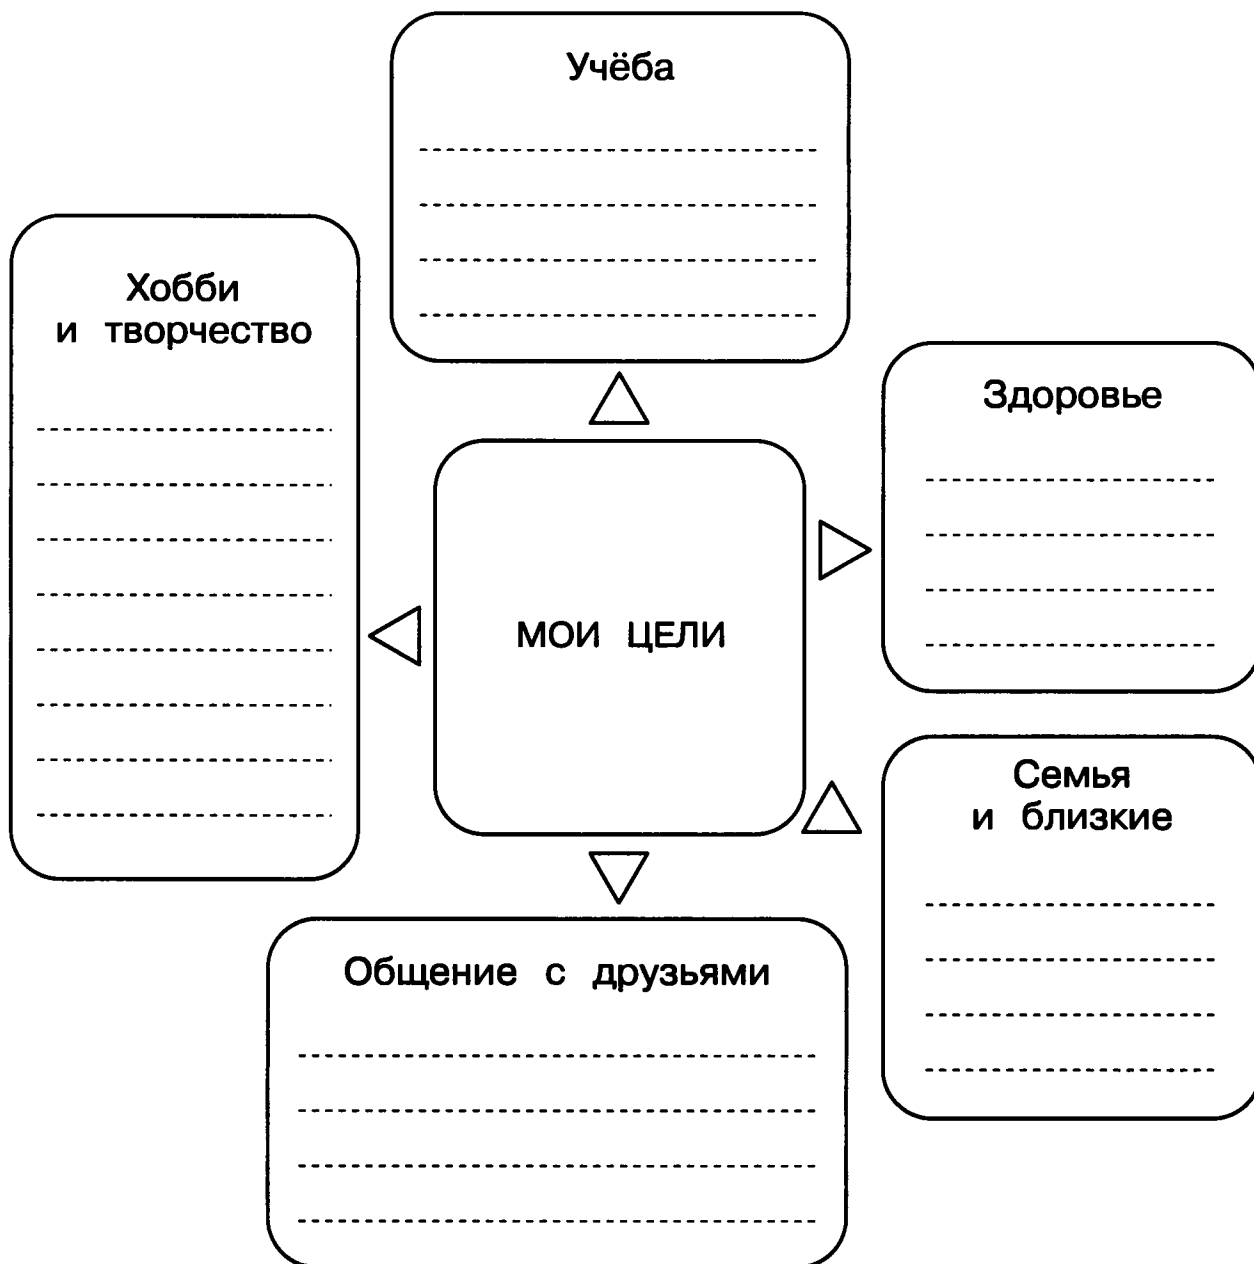 Учёба
Хобби
и творчество
Здоровье
МОИ ЦЕЛИ
Семья
и близкие
Общение с друзьями